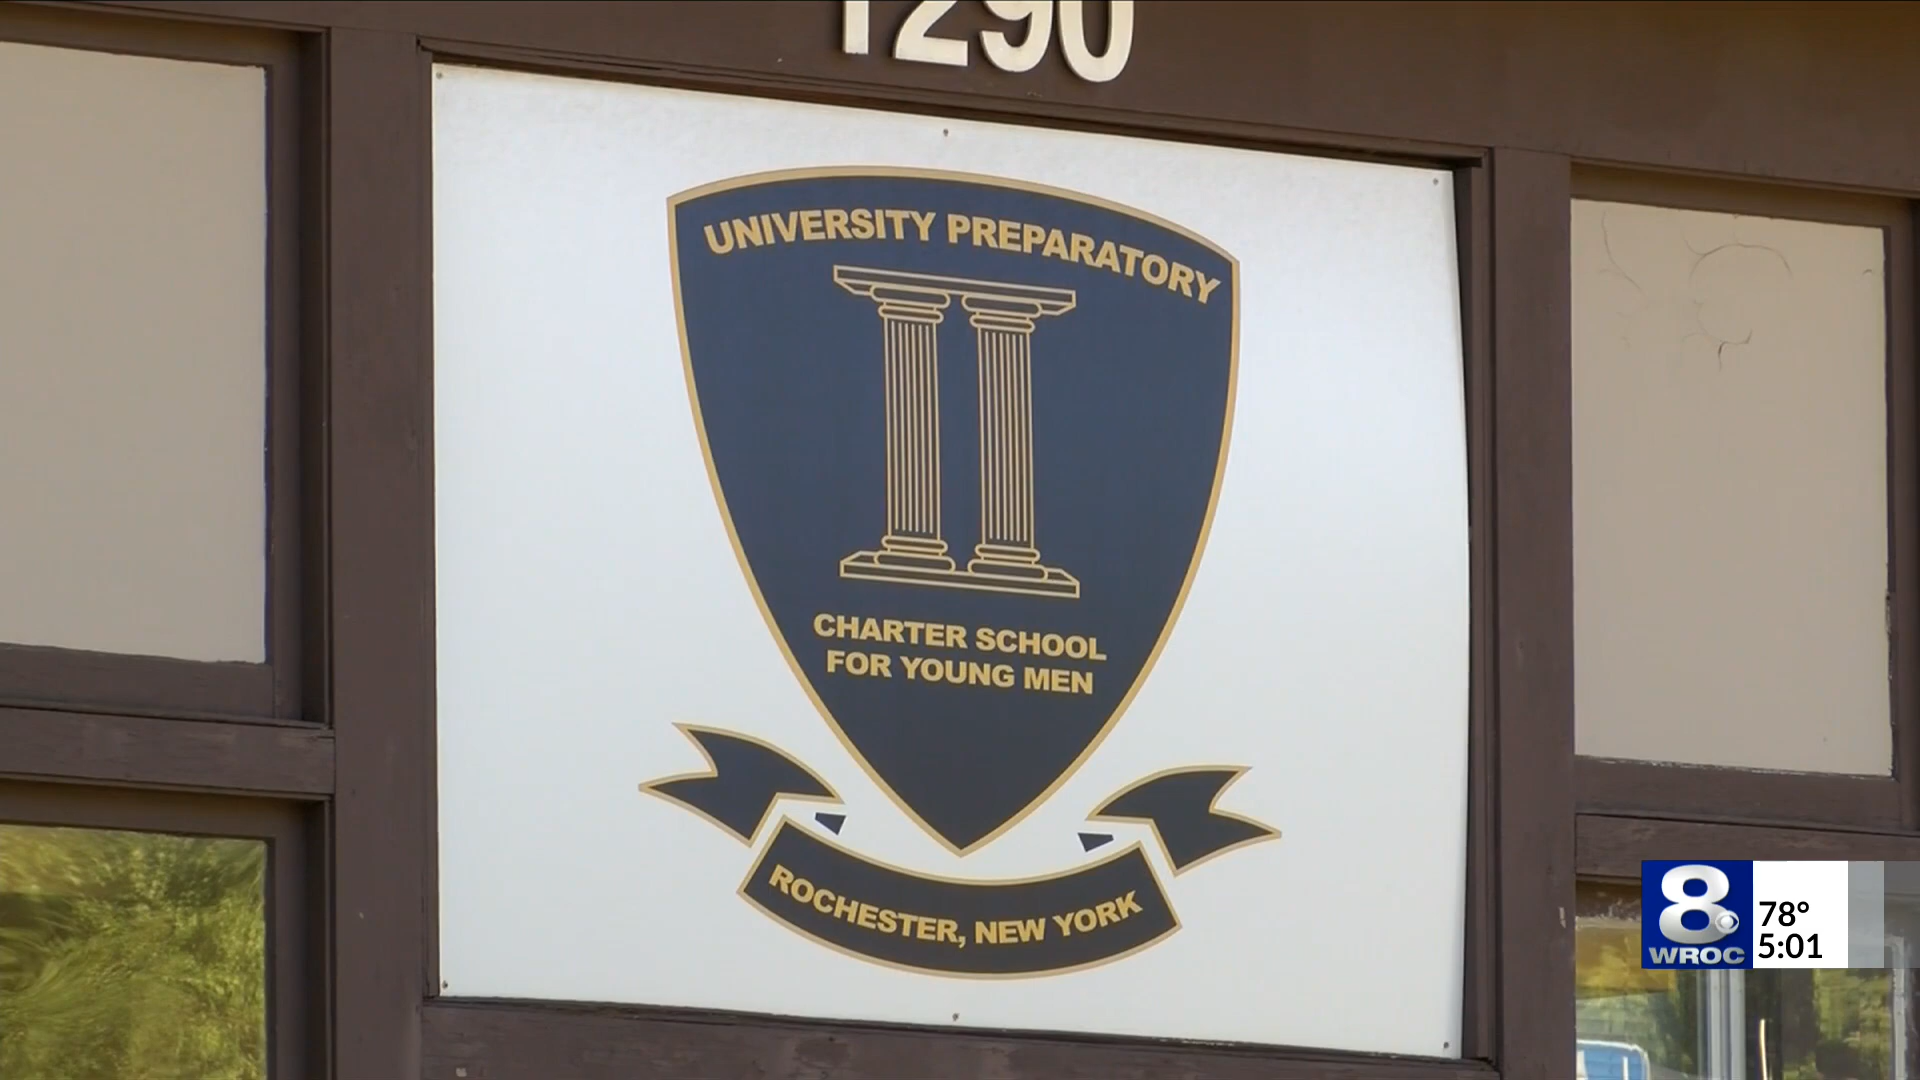 1290
UNIVERSITY PREPARATORY
CHARTER SCHOOL
FOR YOUNG MEN
ROCHESTER, NEW YORK
8
WROC
78°
5:01